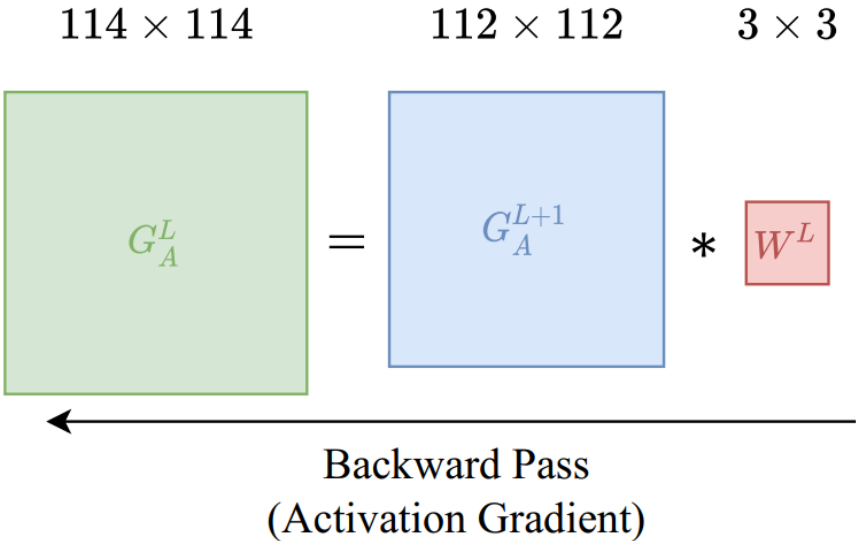 114 × 114 112 × 112 3 × 3
G_A^L = G_A^{L+1} * W^L
Backward Pass
(Activation Gradient)